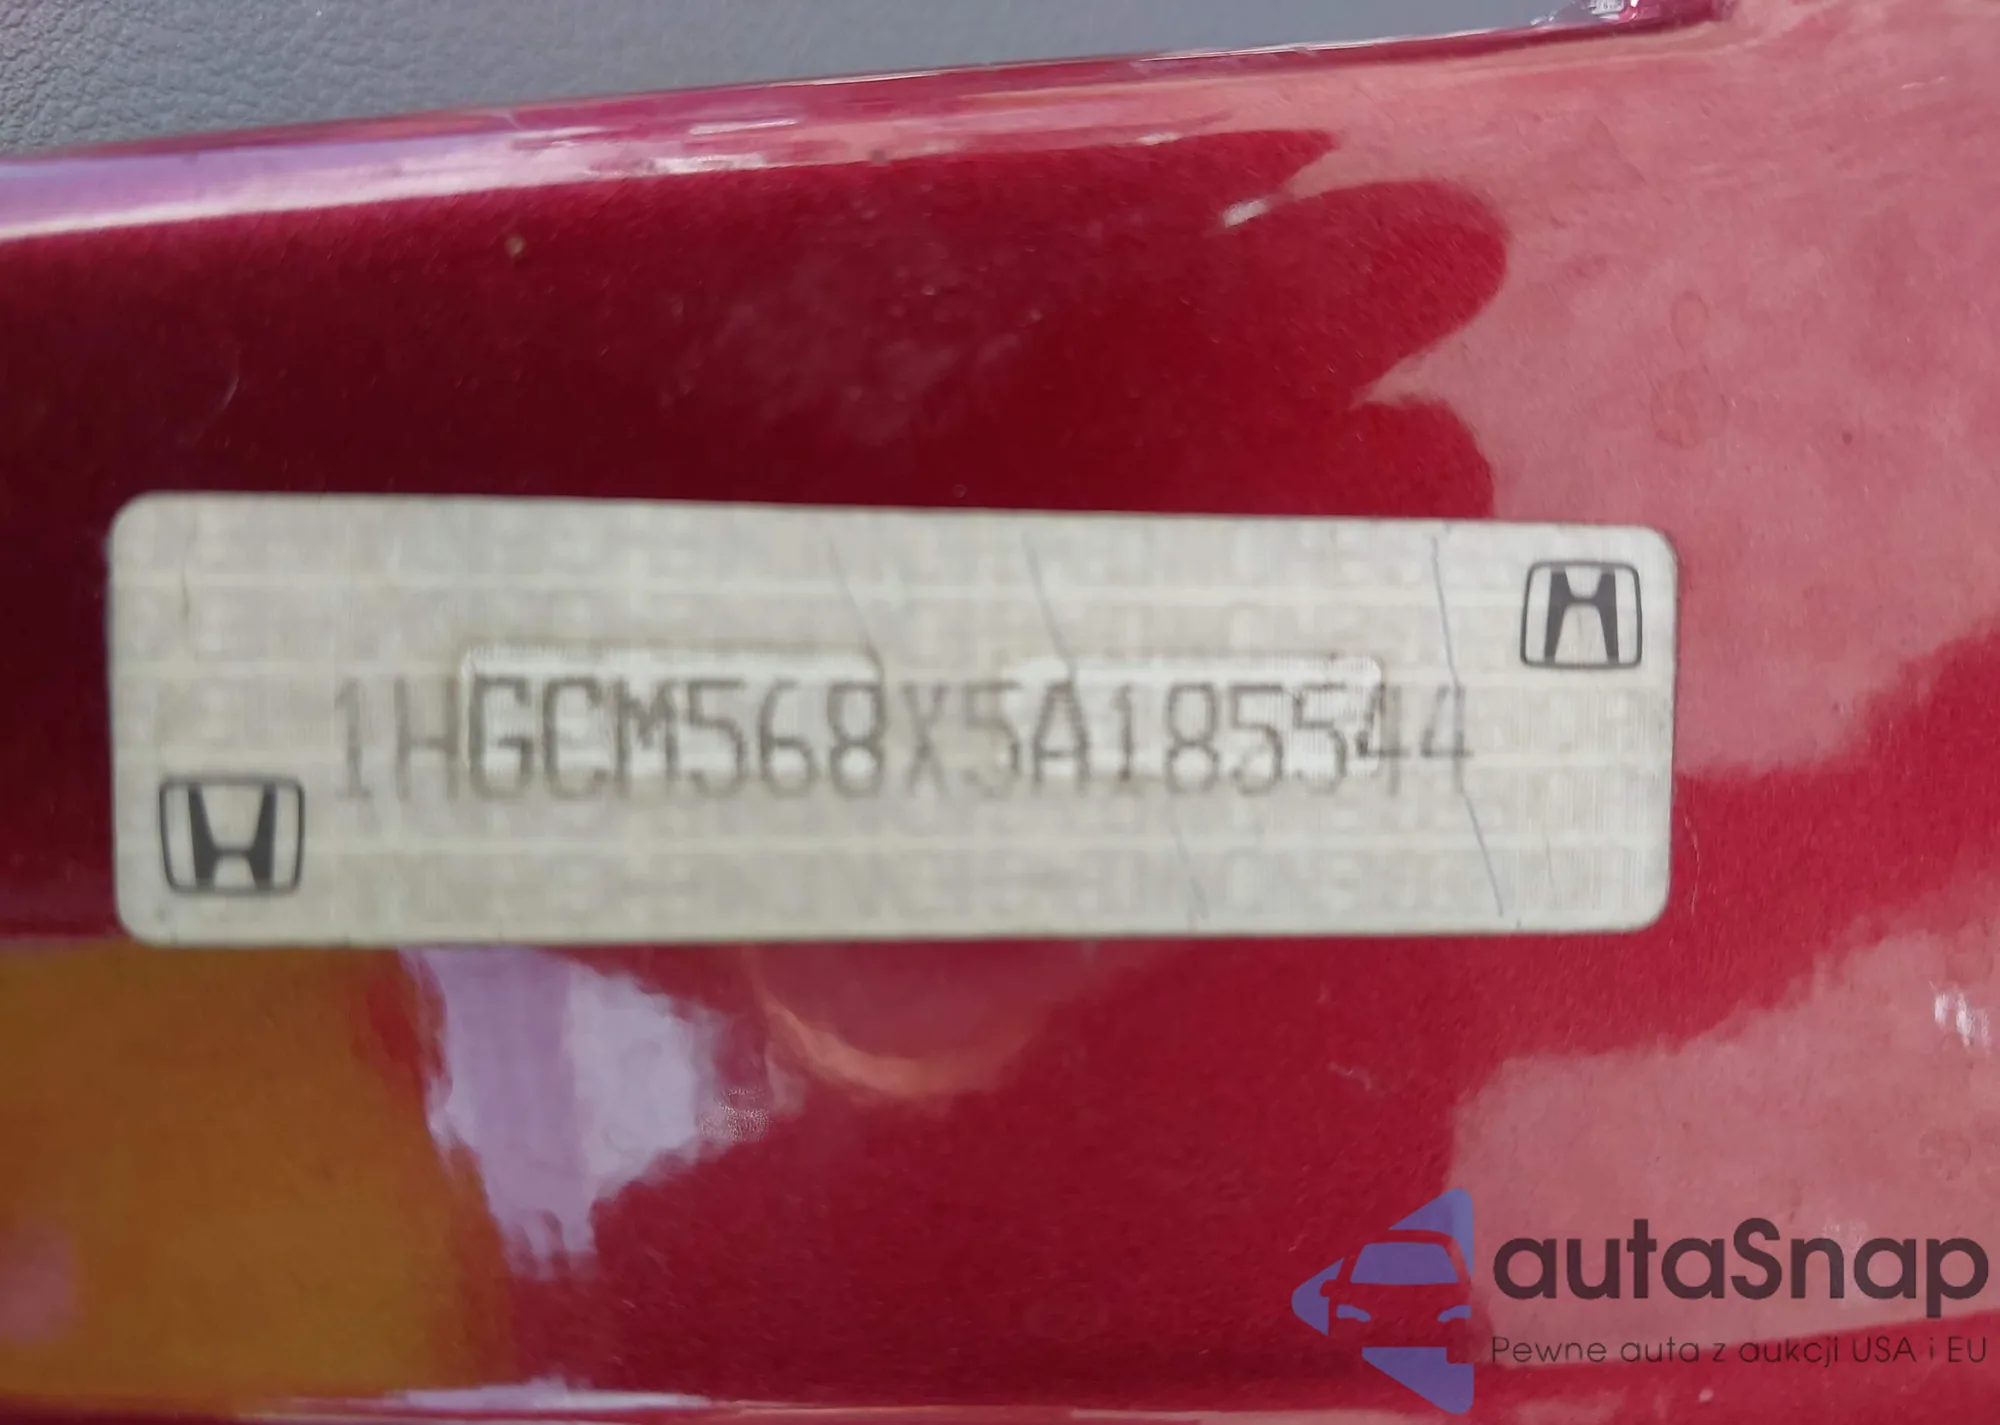 1HGCM568X5A185544
autaSnap
Pewne auta z aukcji USA i EU